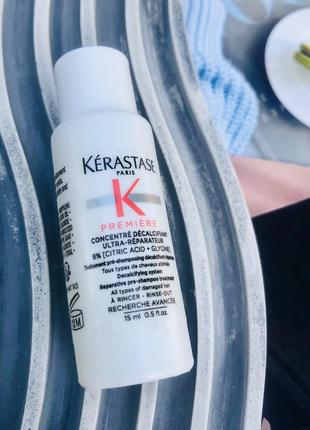 KÉRASTASE
PARIS
K
PREMIÈRE
CONCENTRÉ DÉCALCIFIANT
ULTRA-RÉPARATEUR
8% [CITRIC ACID + GLYCINE]
Traitement pré-shampooing décalcifiant réparateur
Tous types de cheveux abîmés
Decalcifying system
Reparative pre-shampoo treatment
All types of damaged hair
À RINCER - RINSE-OUT
RECHERCHE AVANCÉE
15 ml 0.5 fl.oz.
12M